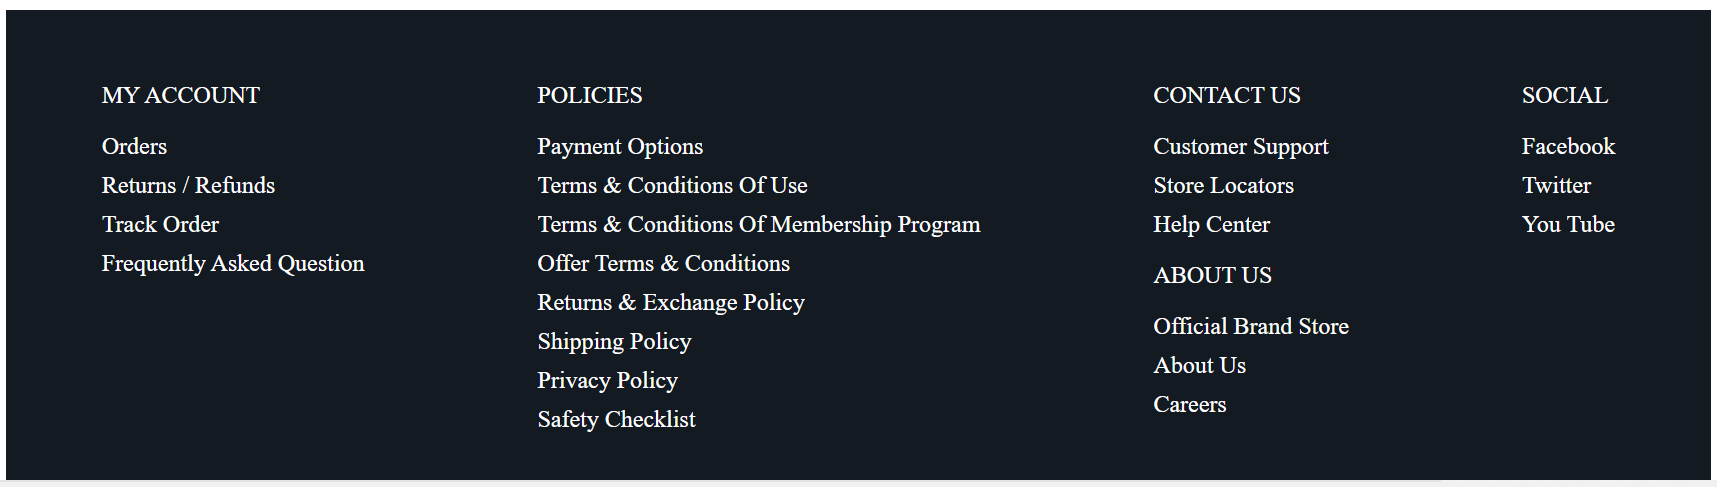 MY ACCOUNT
Orders
Returns / Refunds
Track Order
Frequently Asked Question
POLICIES
Payment Options
Terms & Conditions Of Use
Terms & Conditions Of Membership Program
Offer Terms & Conditions
Returns & Exchange Policy
Shipping Policy
Privacy Policy
Safety Checklist
CONTACT US
Customer Support
Store Locators
Help Center
ABOUT US
Official Brand Store
About Us
Careers
SOCIAL
Facebook
Twitter
You Tube